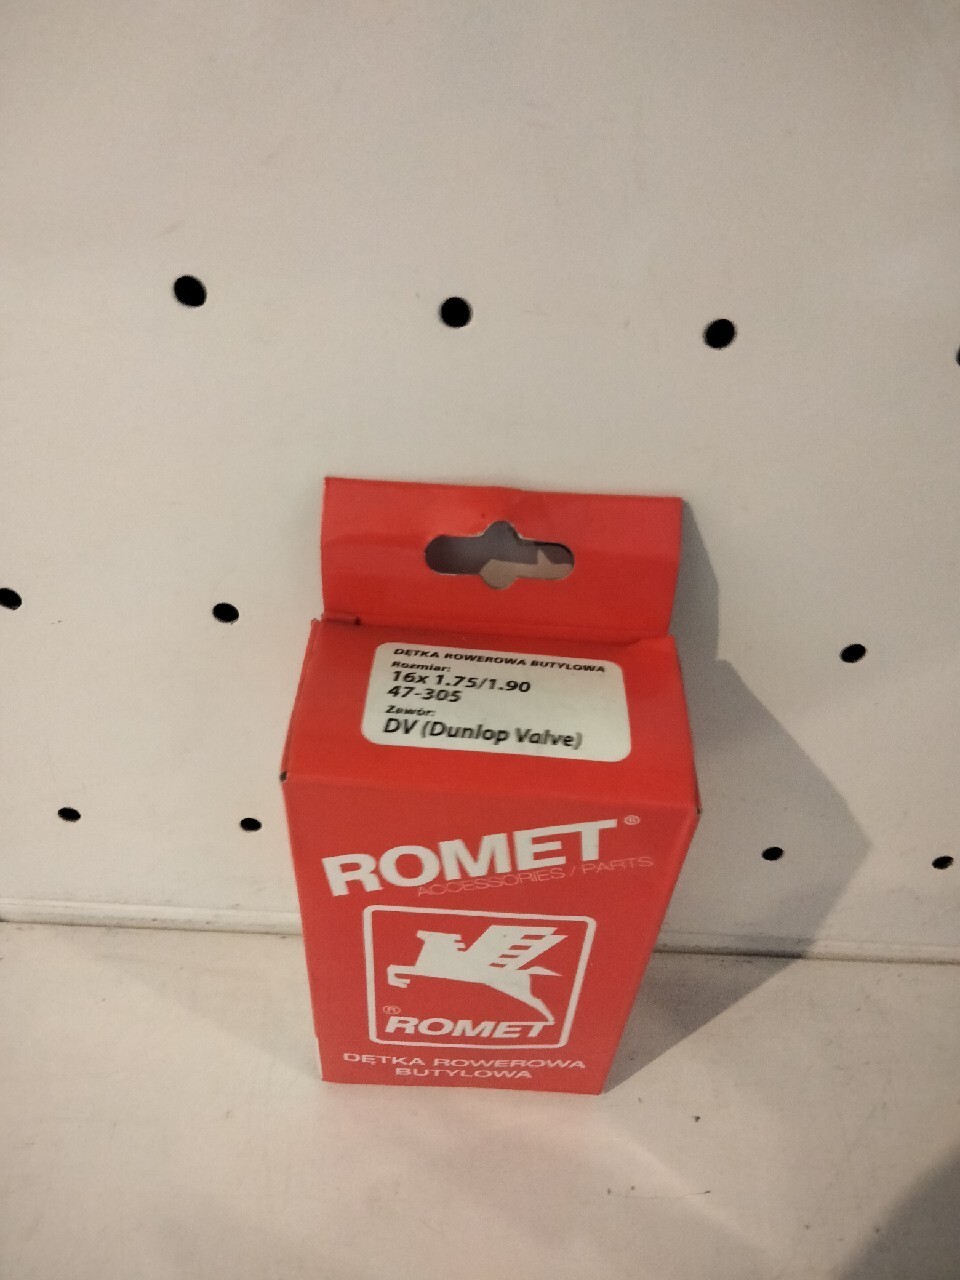 DĘTKA ROWEROWA BUTYLOWA
Rozmiar:
16x 1.75/1.90
47-305
Zawór:
DV (Dunlop Valve)
ROMET®
ACCESSORIES / PARTS
®
ROMET
DĘTKA ROWEROWA
BUTYLOWA